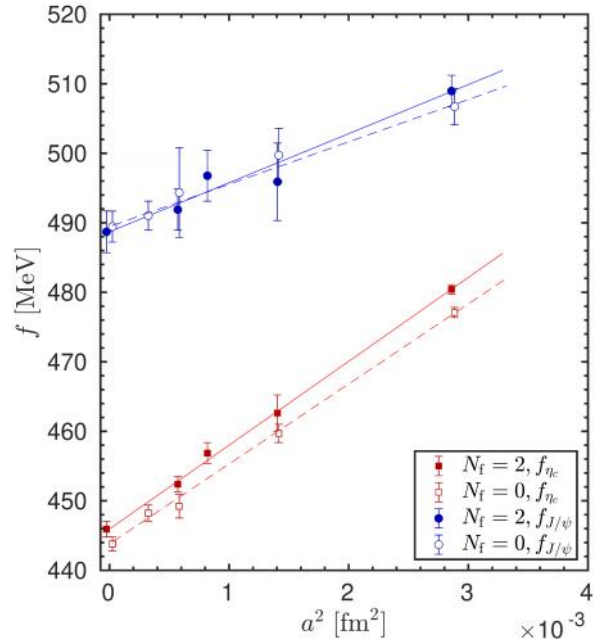 520
510
500
490
480
470
460
450
440
f [MeV]
0
1
2
3
4
a² [fm²]
×10⁻³
N_f = 2, f_{η_c}
N_f = 0, f_{η_c}
N_f = 2, f_{J/ψ}
N_f = 0, f_{J/ψ}